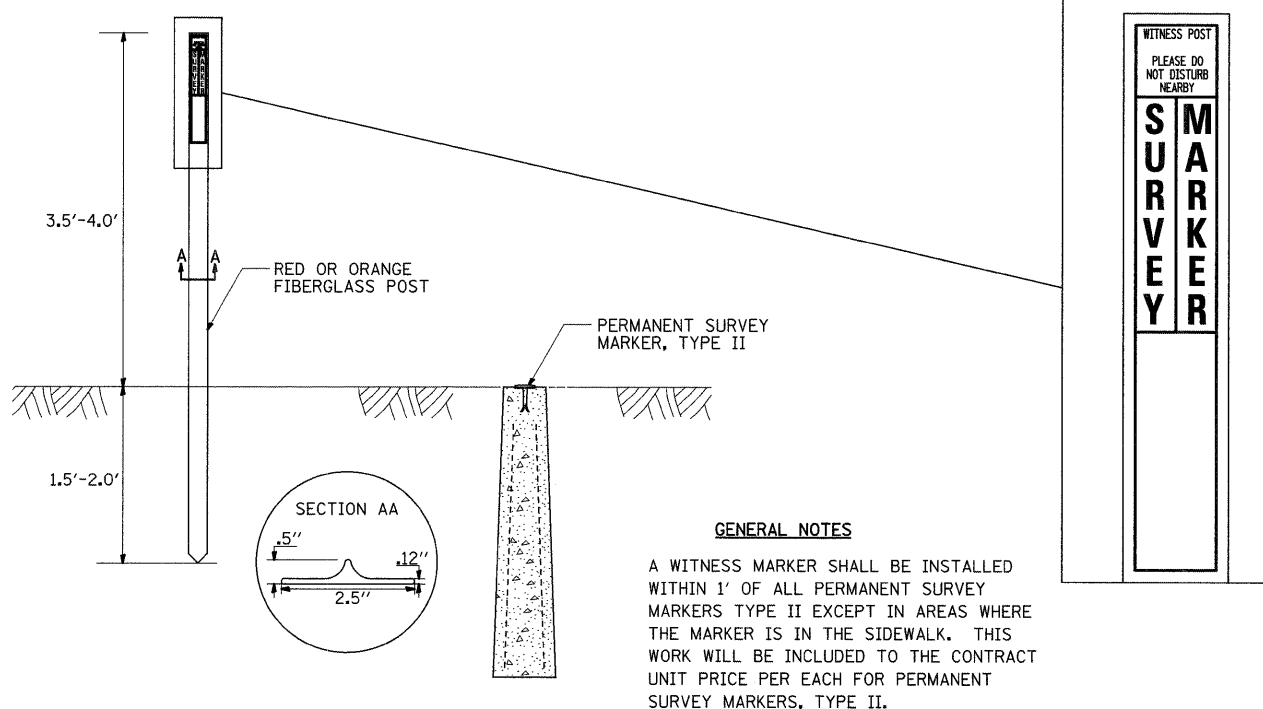 WITNESS POST
PLEASE DO
NOT DISTURB
NEARBY
SURVEY
MARKER
SURVEY
MARKER
3.5'-4.0'
A A
RED OR ORANGE
FIBERGLASS POST
PERMANENT SURVEY
MARKER, TYPE II
1.5'-2.0'
SECTION AA
.5"
.12"
2.5"
GENERAL NOTES
A WITNESS MARKER SHALL BE INSTALLED
WITHIN 1' OF ALL PERMANENT SURVEY
MARKERS TYPE II EXCEPT IN AREAS WHERE
THE MARKER IS IN THE SIDEWALK. THIS
WORK WILL BE INCLUDED TO THE CONTRACT
UNIT PRICE PER EACH FOR PERMANENT
SURVEY MARKERS, TYPE II.